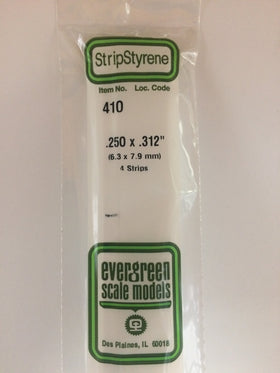 StripStyrene
Item No. Loc. Code
410
.250 x .312"
(6.3 x 7.9 mm)
4 Strips
evergreen
scale models
Des Plaines, IL 60018